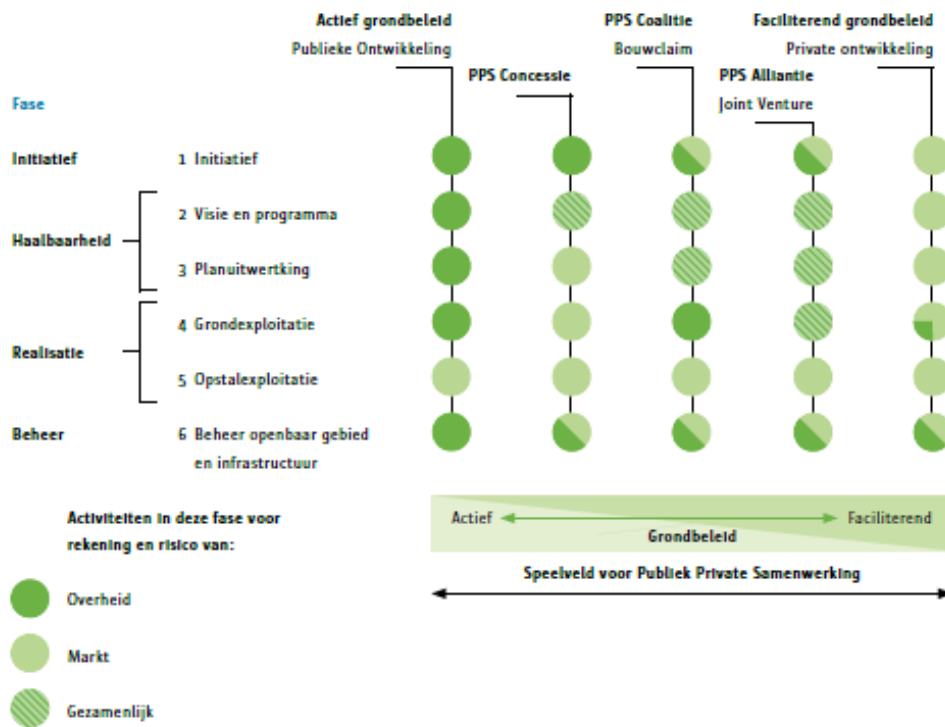 Actief grondbeleid
Publieke Ontwikkeling
PPS Concessie
PPS Coalitie
Bouwclaim
PPS Alliantie
Joint Venture
Faciliterend grondbeleid
Private ontwikkeling
Fase
Initiatief
1 Initiatief
Haalbaarheid
2 Visie en programma
3 Planuitwertking
Realisatie
4 Grondexploitatie
5 Opstalexploitatie
Beheer
6 Beheer openbaar gebied
en infrastructuur
Activiteiten in deze fase voor
rekening en risico van:
Overheid
Markt
Gezamenlijk
Actief
Faciliterend
Grondbeleid
Speelveld voor Publiek Private Samenwerking